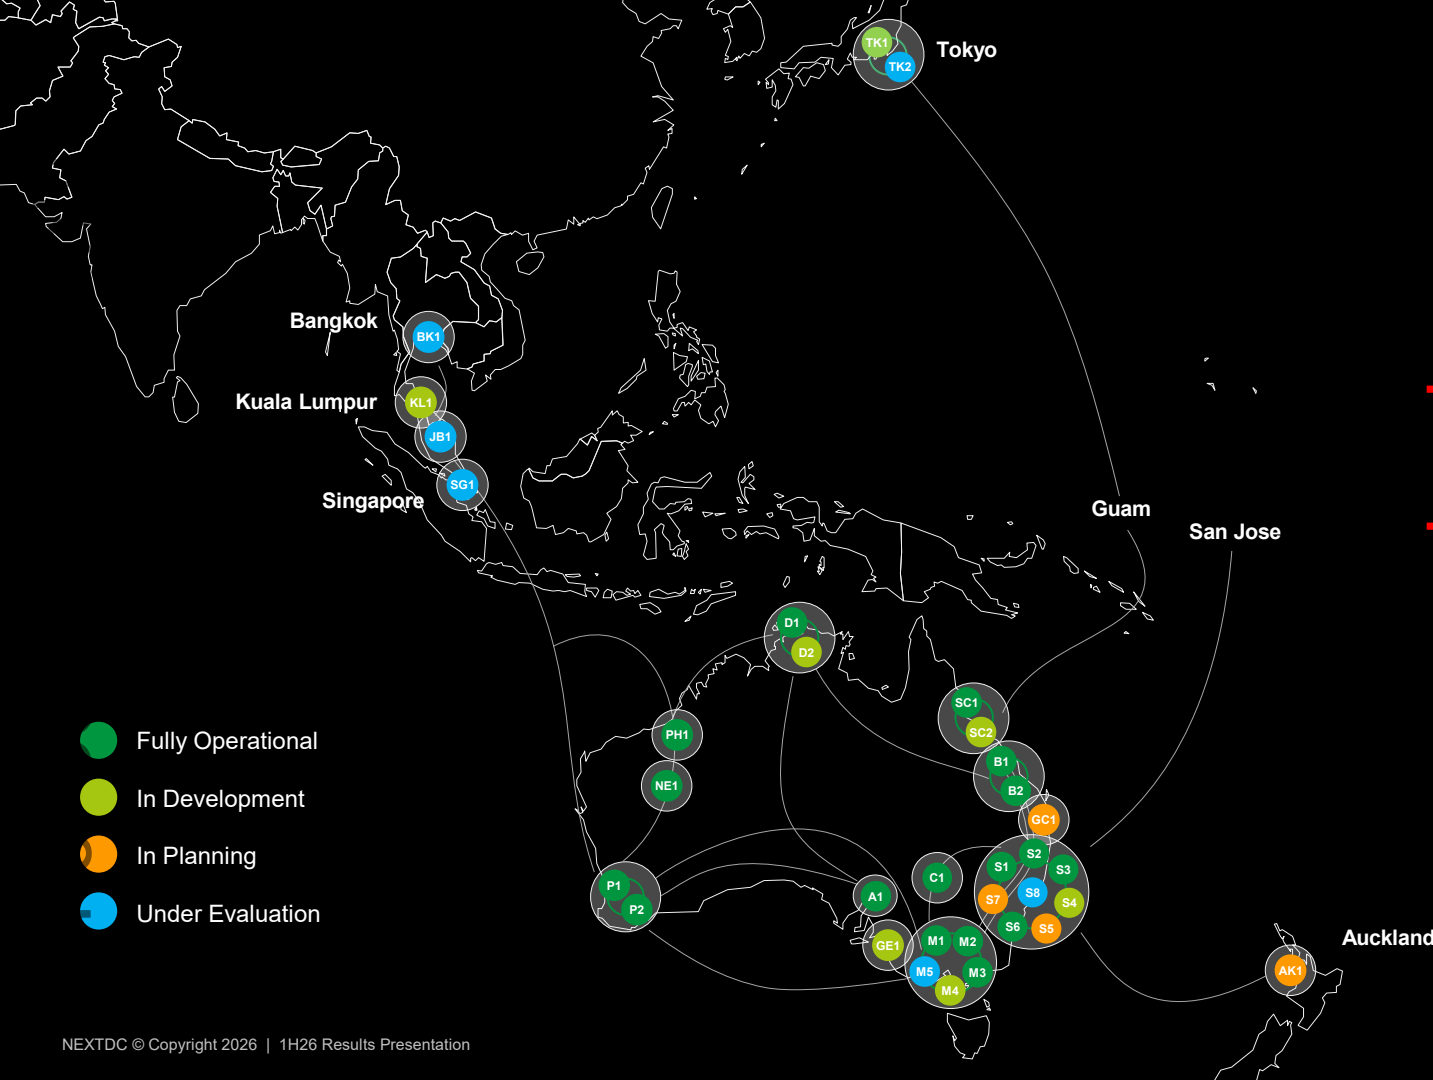 TK1
TK2
Tokyo
Bangkok
BK1
Kuala Lumpur
KL1
JB1
SG1
Singapore
Guam
San Jose
D1
D2
SC1
SC2
PH1
NE1
B1
B2
GC1
S1
S2
S3
S7
S8
S4
S6
S5
C1
A1
P1
P2
GE1
M1
M2
M5
M3
M4
Auckland
AK1
Fully Operational
In Development
In Planning
Under Evaluation
NEXTDC © Copyright 2026 | 1H26 Results Presentation